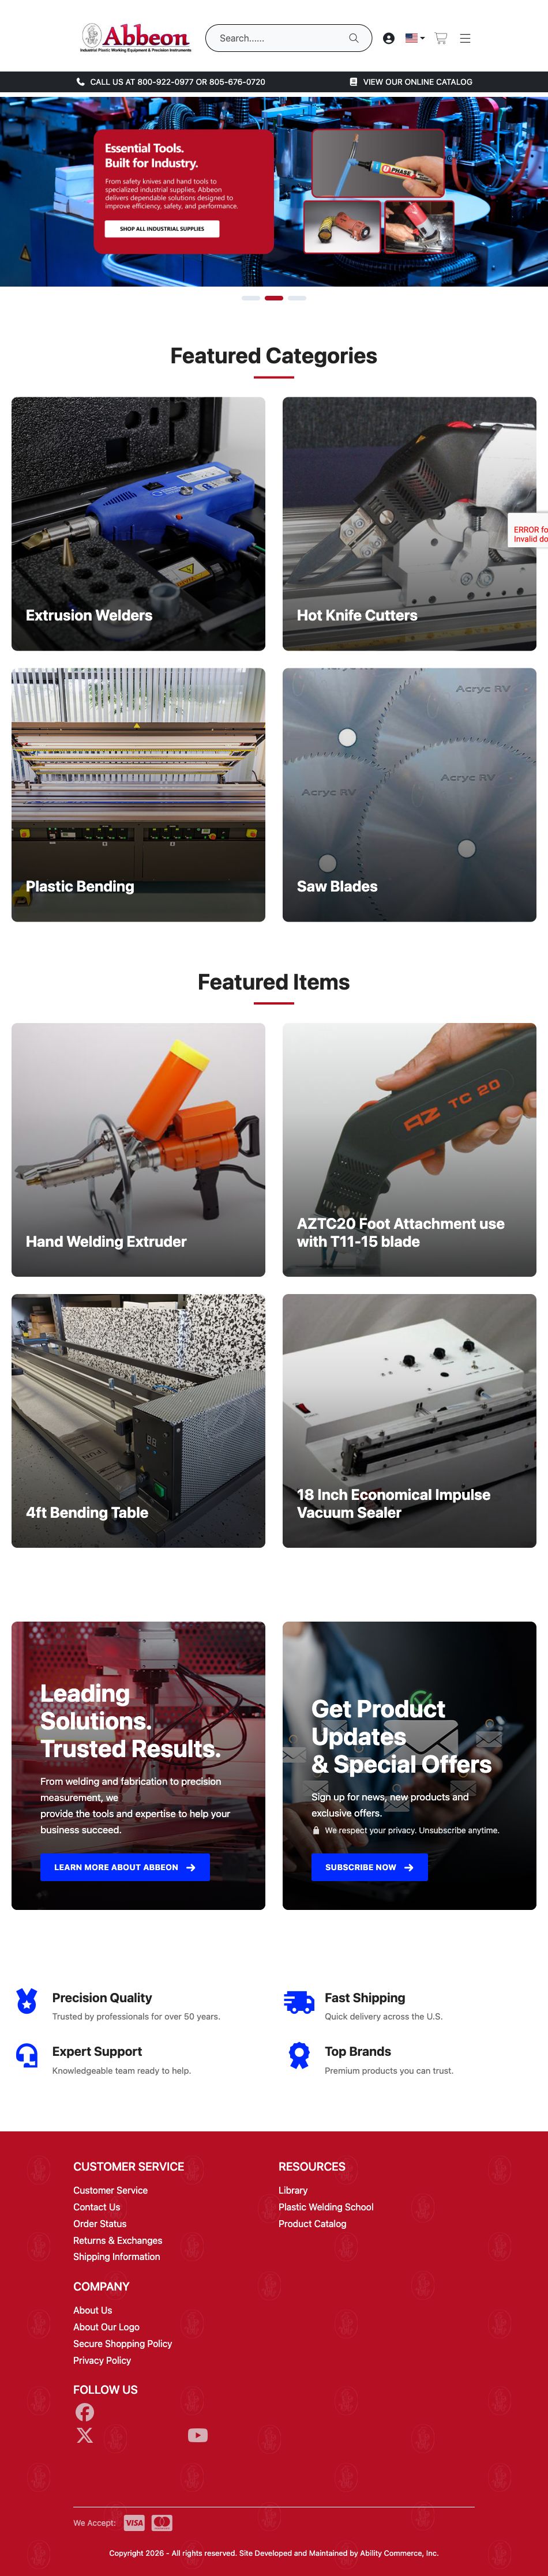 Abbeon
Industrial Plastic Working Equipment & Precision Instruments
Search......
CALL US AT 800-922-0977 OR 805-676-0720
VIEW OUR ONLINE CATALOG
Essential Tools.
Built for Industry.
From safety knives and hand tools to
specialized industrial supplies, Abbeon
delivers dependable solutions designed to
improve efficiency, safety, and performance.
SHOP ALL INDUSTRIAL SUPPLIES
PHASE
Featured Categories
Extrusion Welders
Hot Knife Cutters
ERROR fo
Invalid do
Plastic Bending
Acryc RV
Acryc RV
Acryc RV
Saw Blades
Featured Items
Hand Welding Extruder
AZ TC 20
AZTC20 Foot Attachment use
with T11-15 blade
4ft Bending Table
18 Inch Economical Impulse
Vacuum Sealer
Leading
Solutions.
Trusted Results.
From welding and fabrication to precision
measurement, we
provide the tools and expertise to help your
business succeed.
LEARN MORE ABOUT ABBEON
Get Product
Updates
& Special Offers
Sign up for news, new products and
exclusive offers.
We respect your privacy. Unsubscribe anytime.
SUBSCRIBE NOW
Precision Quality
Trusted by professionals for over 50 years.
Fast Shipping
Quick delivery across the U.S.
Expert Support
Knowledgeable team ready to help.
Top Brands
Premium products you can trust.
CUSTOMER SERVICE
Customer Service
Contact Us
Order Status
Returns & Exchanges
Shipping Information
COMPANY
About Us
About Our Logo
Secure Shopping Policy
Privacy Policy
FOLLOW US
RESOURCES
Library
Plastic Welding School
Product Catalog
We Accept:
VISA
Copyright 2026 - All rights reserved. Site Developed and Maintained by Ability Commerce, Inc.